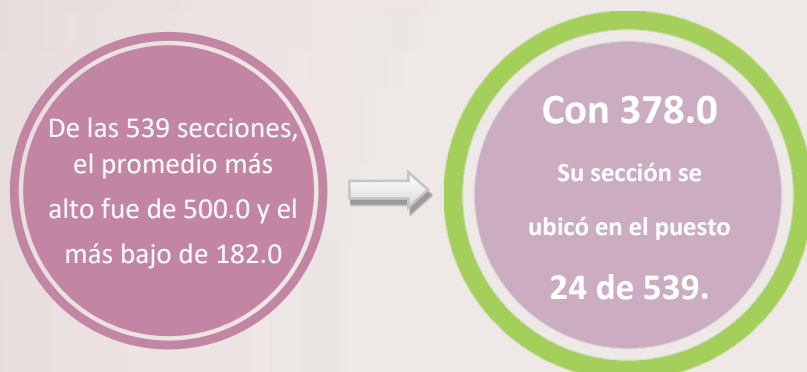 De las 539 secciones,
el promedio más
alto fue de 500.0 y el
más bajo de 182.0
Con 378.0
Su sección se
ubicó en el puesto
24 de 539.